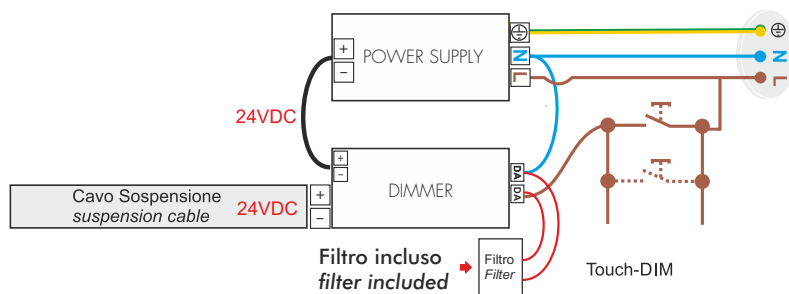 +
−
POWER SUPPLY
N
L
N
L
24VDC
+
−
DIMMER
DA
DA
Cavo Sospensione
suspension cable
24VDC
+
−
Filtro incluso
filter included
Filtro
Filter
Touch-DIM